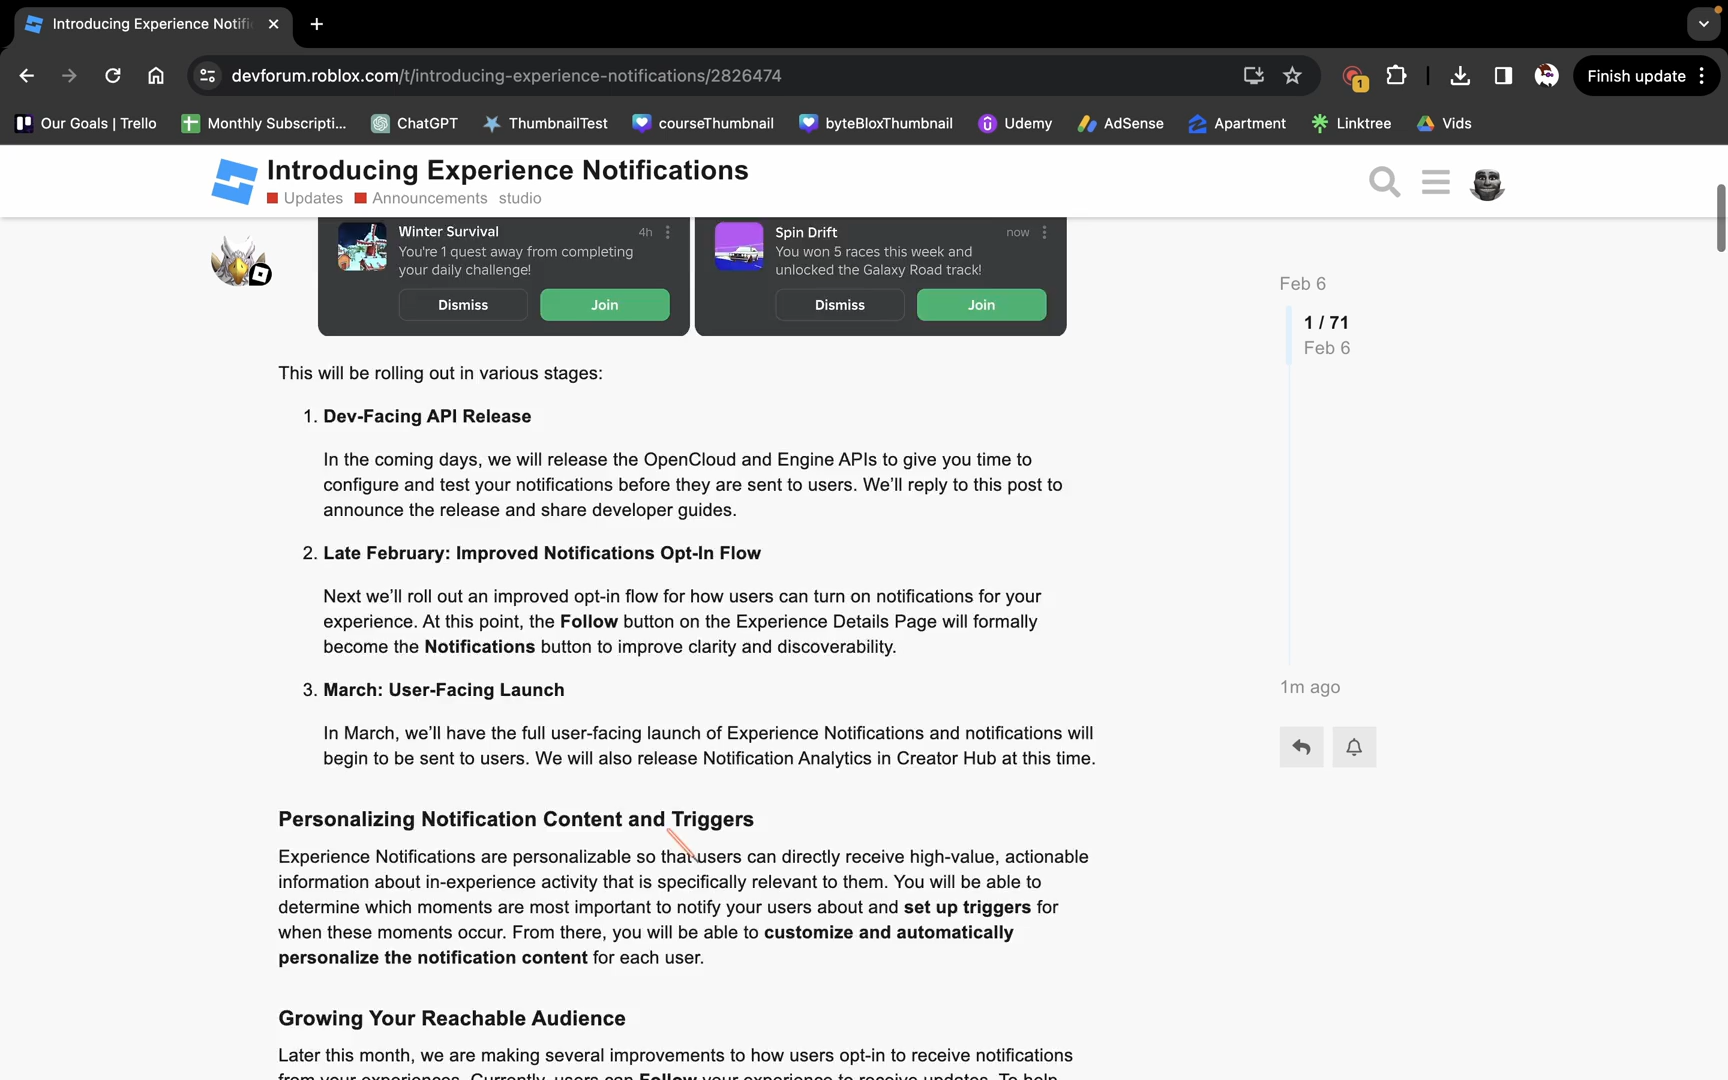 Introducing Experience Notifi
devforum.roblox.com/t/introducing-experience-notifications/2826474
1
Finish update
Our Goals | Trello
Monthly Subscripti...
ChatGPT
ThumbnailTest
courseThumbnail
byteBloxThumbnail
Udemy
AdSense
Apartment
Linktree
Vids
Introducing Experience Notifications
Updates Announcements studio
Winter Survival 4h
You're 1 quest away from completing
your daily challenge!
Dismiss Join
Spin Drift now
You won 5 races this week and
unlocked the Galaxy Road track!
Dismiss Join
Feb 6
1 / 71
Feb 6
1m ago
This will be rolling out in various stages:
1. Dev-Facing API Release
In the coming days, we will release the OpenCloud and Engine APIs to give you time to
configure and test your notifications before they are sent to users. We’ll reply to this post to
announce the release and share developer guides.
2. Late February: Improved Notifications Opt-In Flow
Next we’ll roll out an improved opt-in flow for how users can turn on notifications for your
experience. At this point, the Follow button on the Experience Details Page will formally
become the Notifications button to improve clarity and discoverability.
3. March: User-Facing Launch
In March, we’ll have the full user-facing launch of Experience Notifications and notifications will
begin to be sent to users. We will also release Notification Analytics in Creator Hub at this time.
Personalizing Notification Content and Triggers
Experience Notifications are personalizable so that users can directly receive high-value, actionable
information about in-experience activity that is specifically relevant to them. You will be able to
determine which moments are most important to notify your users about and set up triggers for
when these moments occur. From there, you will be able to customize and automatically
personalize the notification content for each user.
Growing Your Reachable Audience
Later this month, we are making several improvements to how users opt-in to receive notifications
from your experiences. Currently, users can Follow your experience to receive updates. To help